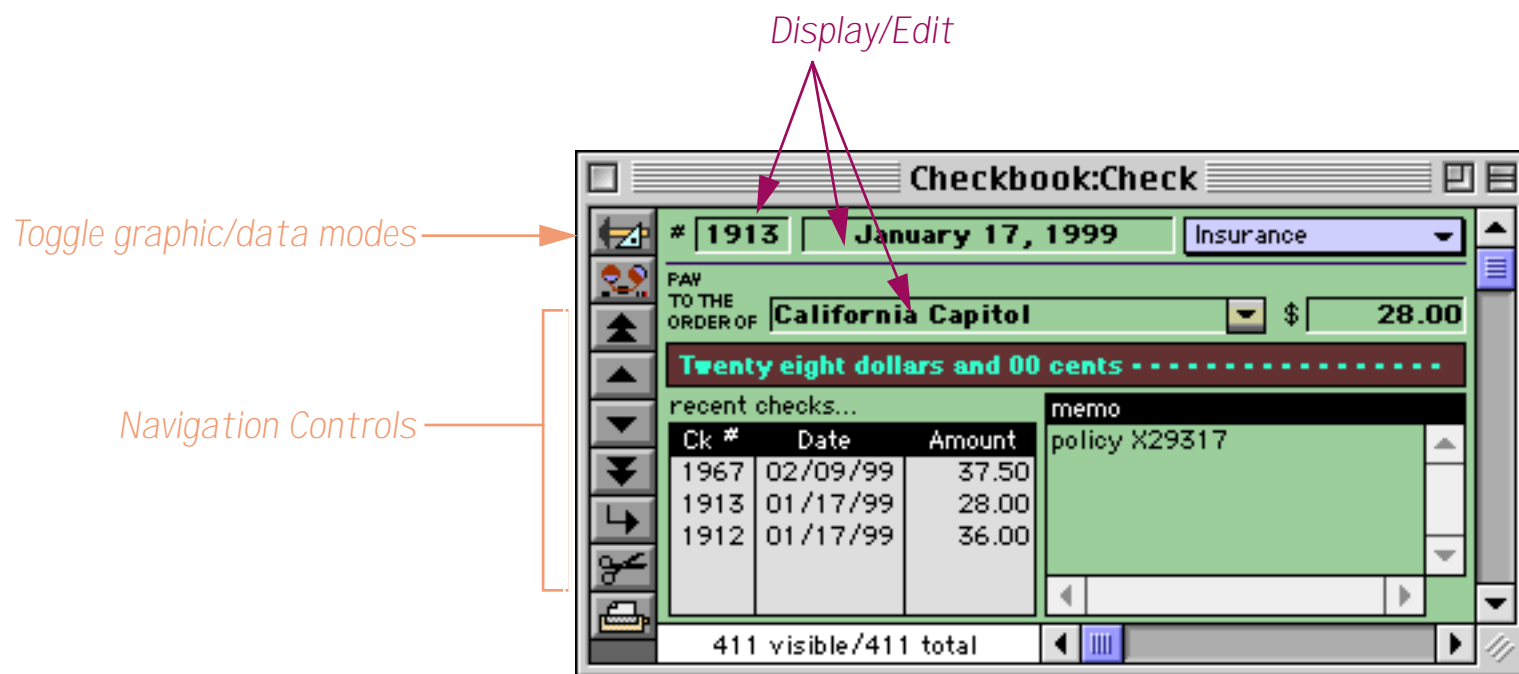 Display/Edit
Checkbook:Check
Toggle graphic/data modes
# 1913 January 17, 1999 Insurance
PAY
TO THE
ORDER OF California Capitol $ 28.00
Navigation Controls
Twenty eight dollars and 00 cents - - - - - - - - - - - - - - - - -
recent checks... memo
Ck # Date Amount policy X29317
1967 02/09/99 37.50
1913 01/17/99 28.00
1912 01/17/99 36.00
411 visible/411 total